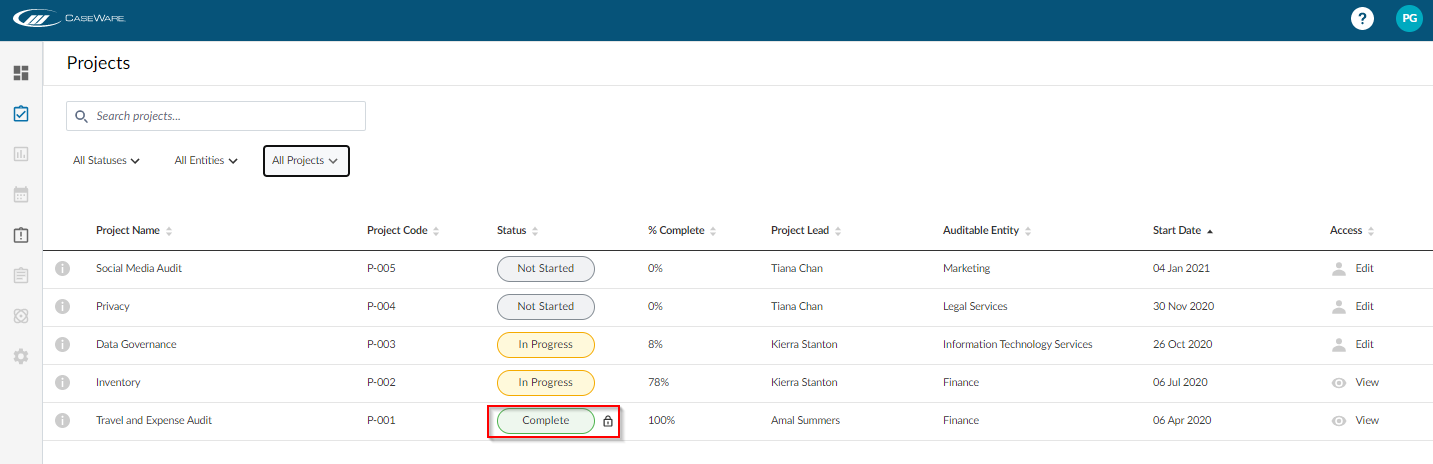 CASEWARE. ? PG
Projects
Search projects...
All Statuses All Entities All Projects
Project Name Project Code Status % Complete Project Lead Auditable Entity Start Date Access
Social Media Audit P-005 Not Started 0% Tiana Chan Marketing 04 Jan 2021 Edit
Privacy P-004 Not Started 0% Tiana Chan Legal Services 30 Nov 2020 Edit
Data Governance P-003 In Progress 8% Kierra Stanton Information Technology Services 26 Oct 2020 Edit
Inventory P-002 In Progress 78% Kierra Stanton Finance 06 Jul 2020 View
Travel and Expense Audit P-001 Complete 100% Amal Summers Finance 06 Apr 2020 View